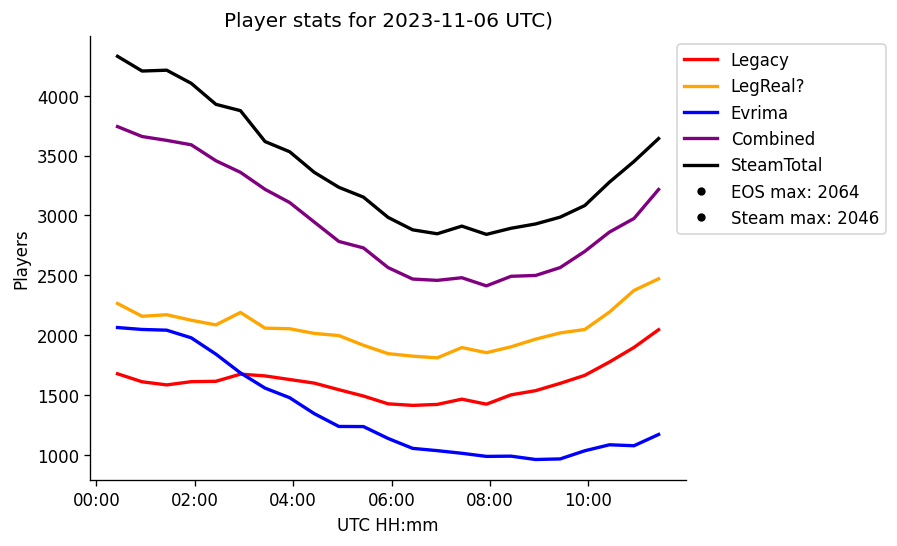 Player stats for 2023-11-06 UTC)
Legacy
LegReal?
Evrima
Combined
SteamTotal
EOS max: 2064
Steam max: 2046
Players
4000
3500
3000
2500
2000
1500
1000
00:00 02:00 04:00 06:00 08:00 10:00
UTC HH:mm